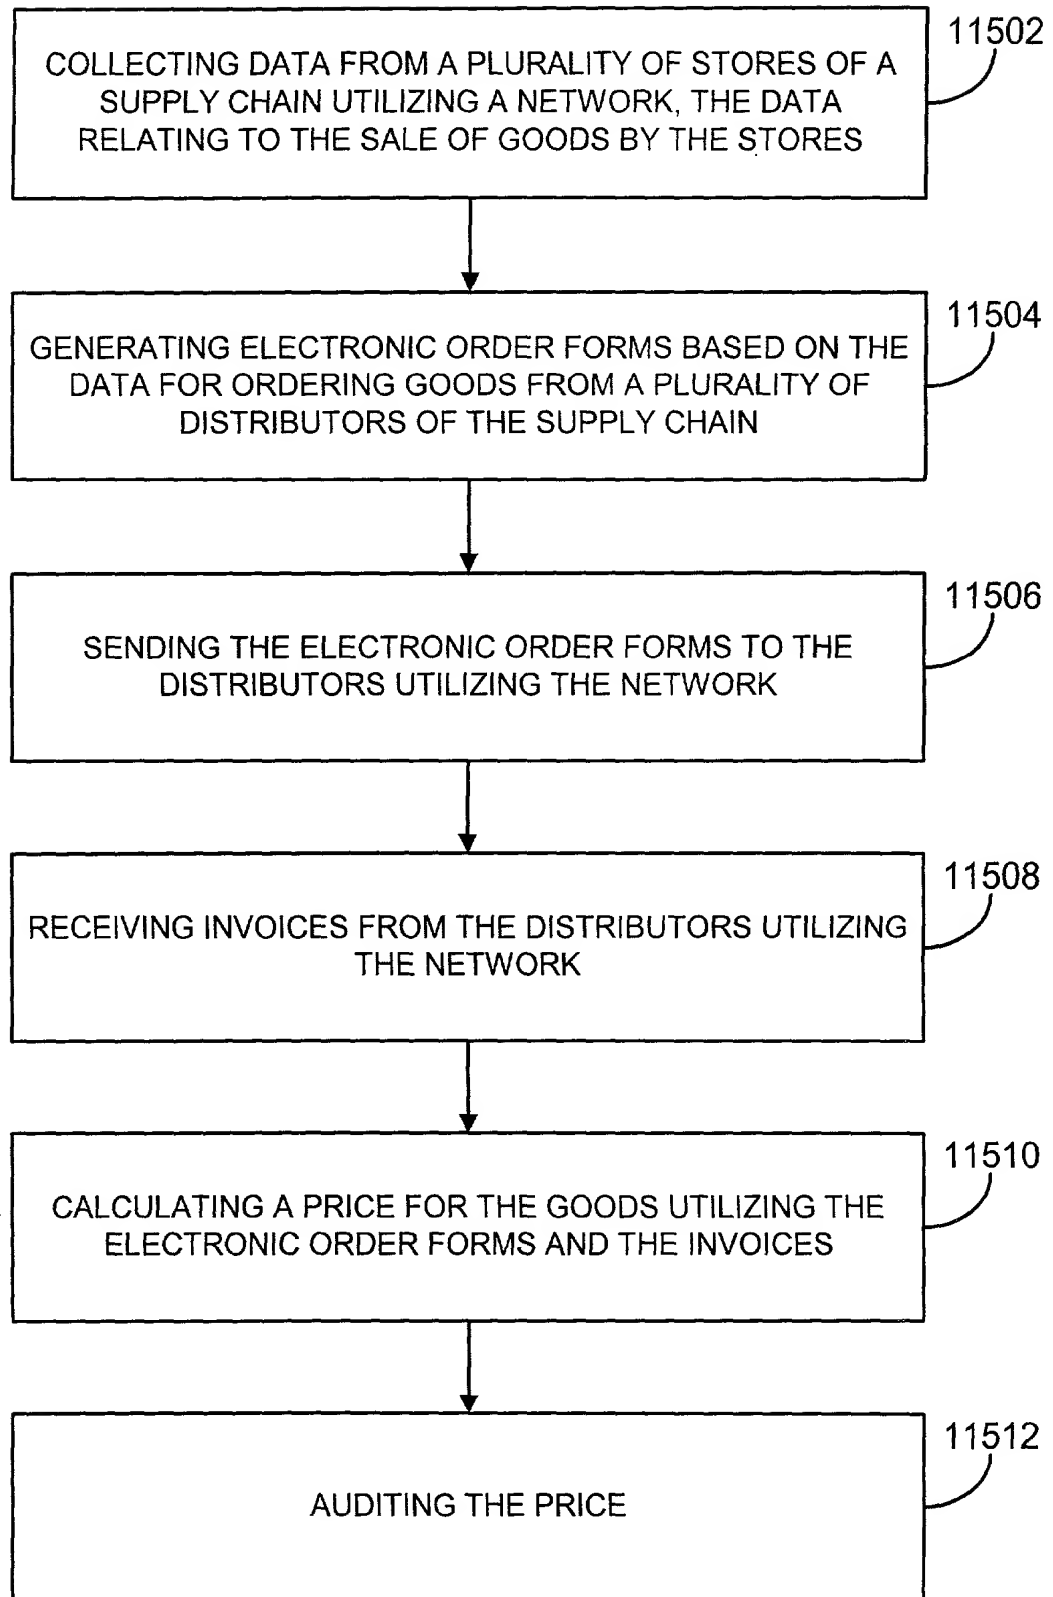 11502
COLLECTING DATA FROM A PLURALITY OF STORES OF A
SUPPLY CHAIN UTILIZING A NETWORK, THE DATA
RELATING TO THE SALE OF GOODS BY THE STORES
11504
GENERATING ELECTRONIC ORDER FORMS BASED ON THE
DATA FOR ORDERING GOODS FROM A PLURALITY OF
DISTRIBUTORS OF THE SUPPLY CHAIN
11506
SENDING THE ELECTRONIC ORDER FORMS TO THE
DISTRIBUTORS UTILIZING THE NETWORK
11508
RECEIVING INVOICES FROM THE DISTRIBUTORS UTILIZING
THE NETWORK
11510
CALCULATING A PRICE FOR THE GOODS UTILIZING THE
ELECTRONIC ORDER FORMS AND THE INVOICES
11512
AUDITING THE PRICE